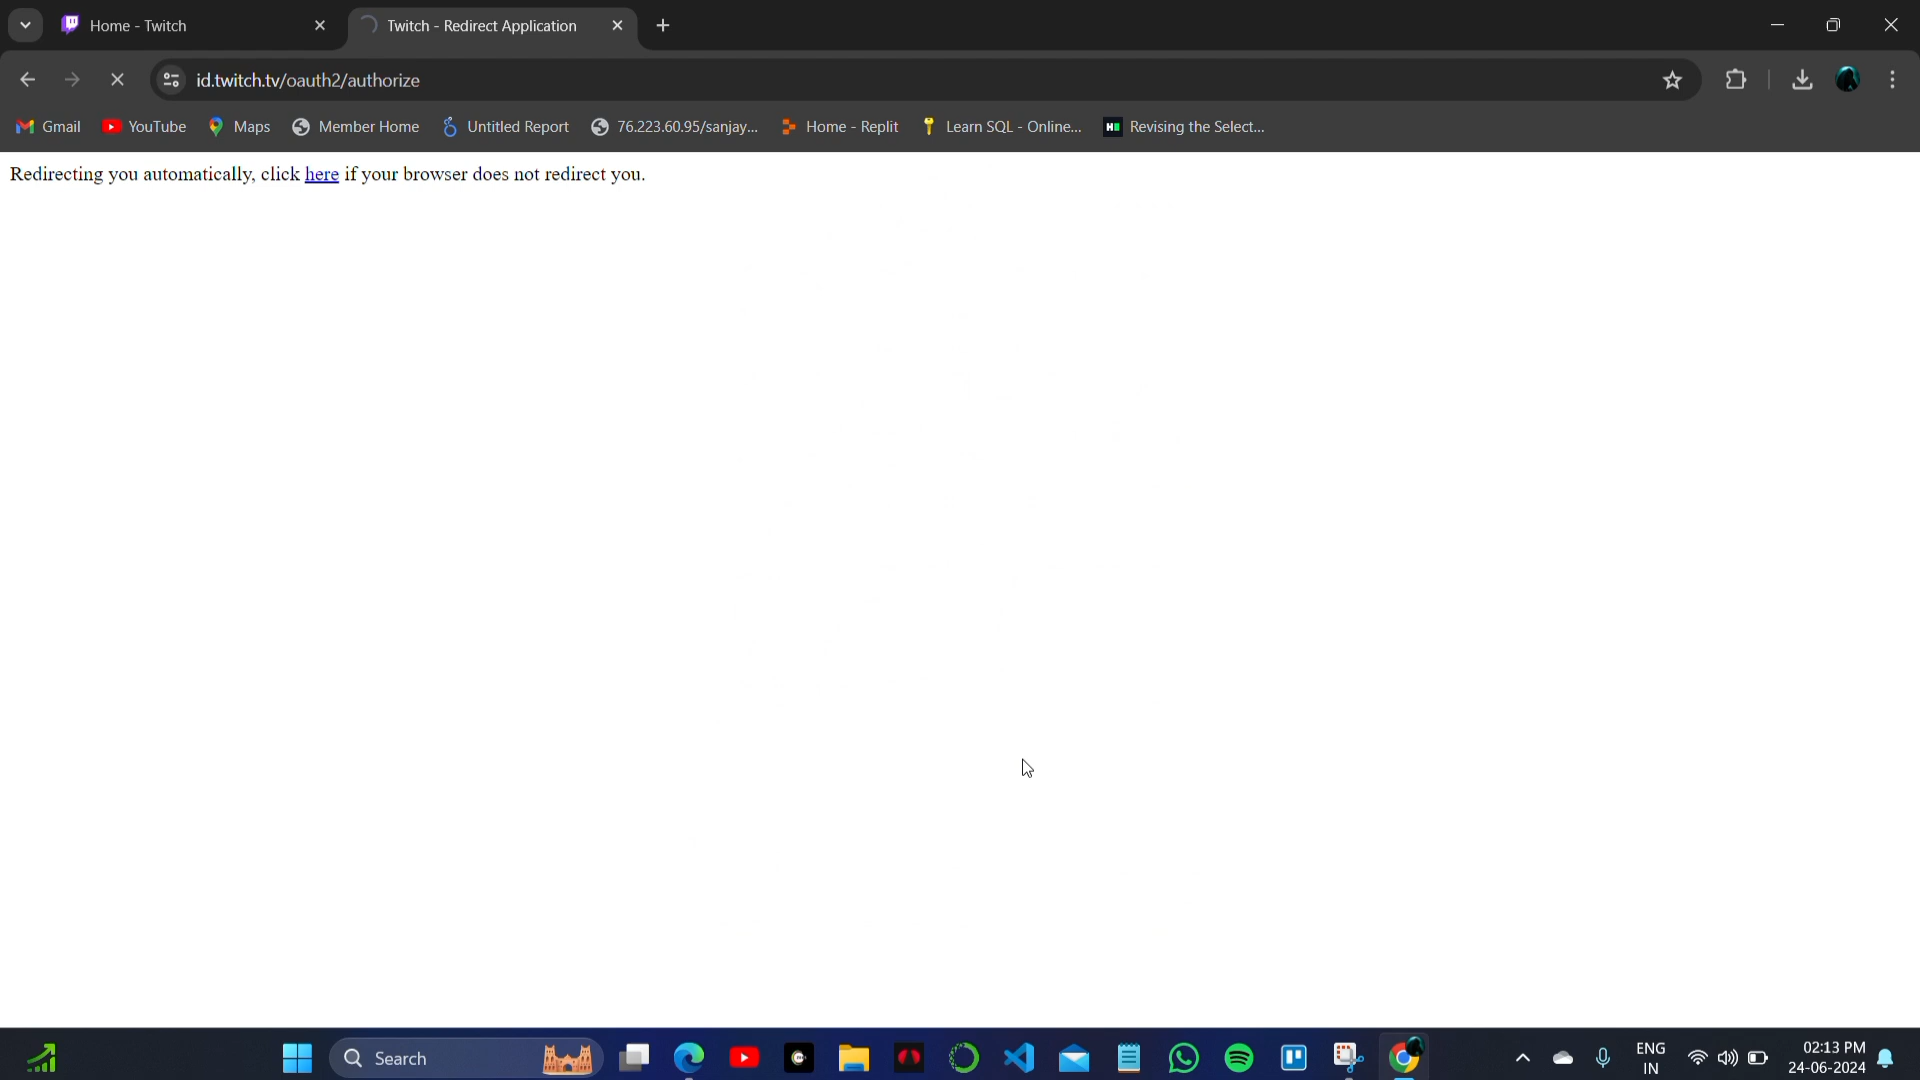 Home - Twitch
Twitch - Redirect Application
id.twitch.tv/oauth2/authorize
Gmail
YouTube
Maps
Member Home
Untitled Report
76.223.60.95/sanjay...
Home - Replit
Learn SQL - Online...
Revising the Select...
Redirecting you automatically, click here if your browser does not redirect you.
Search
ENG
IN
02:13 PM
24-06-2024